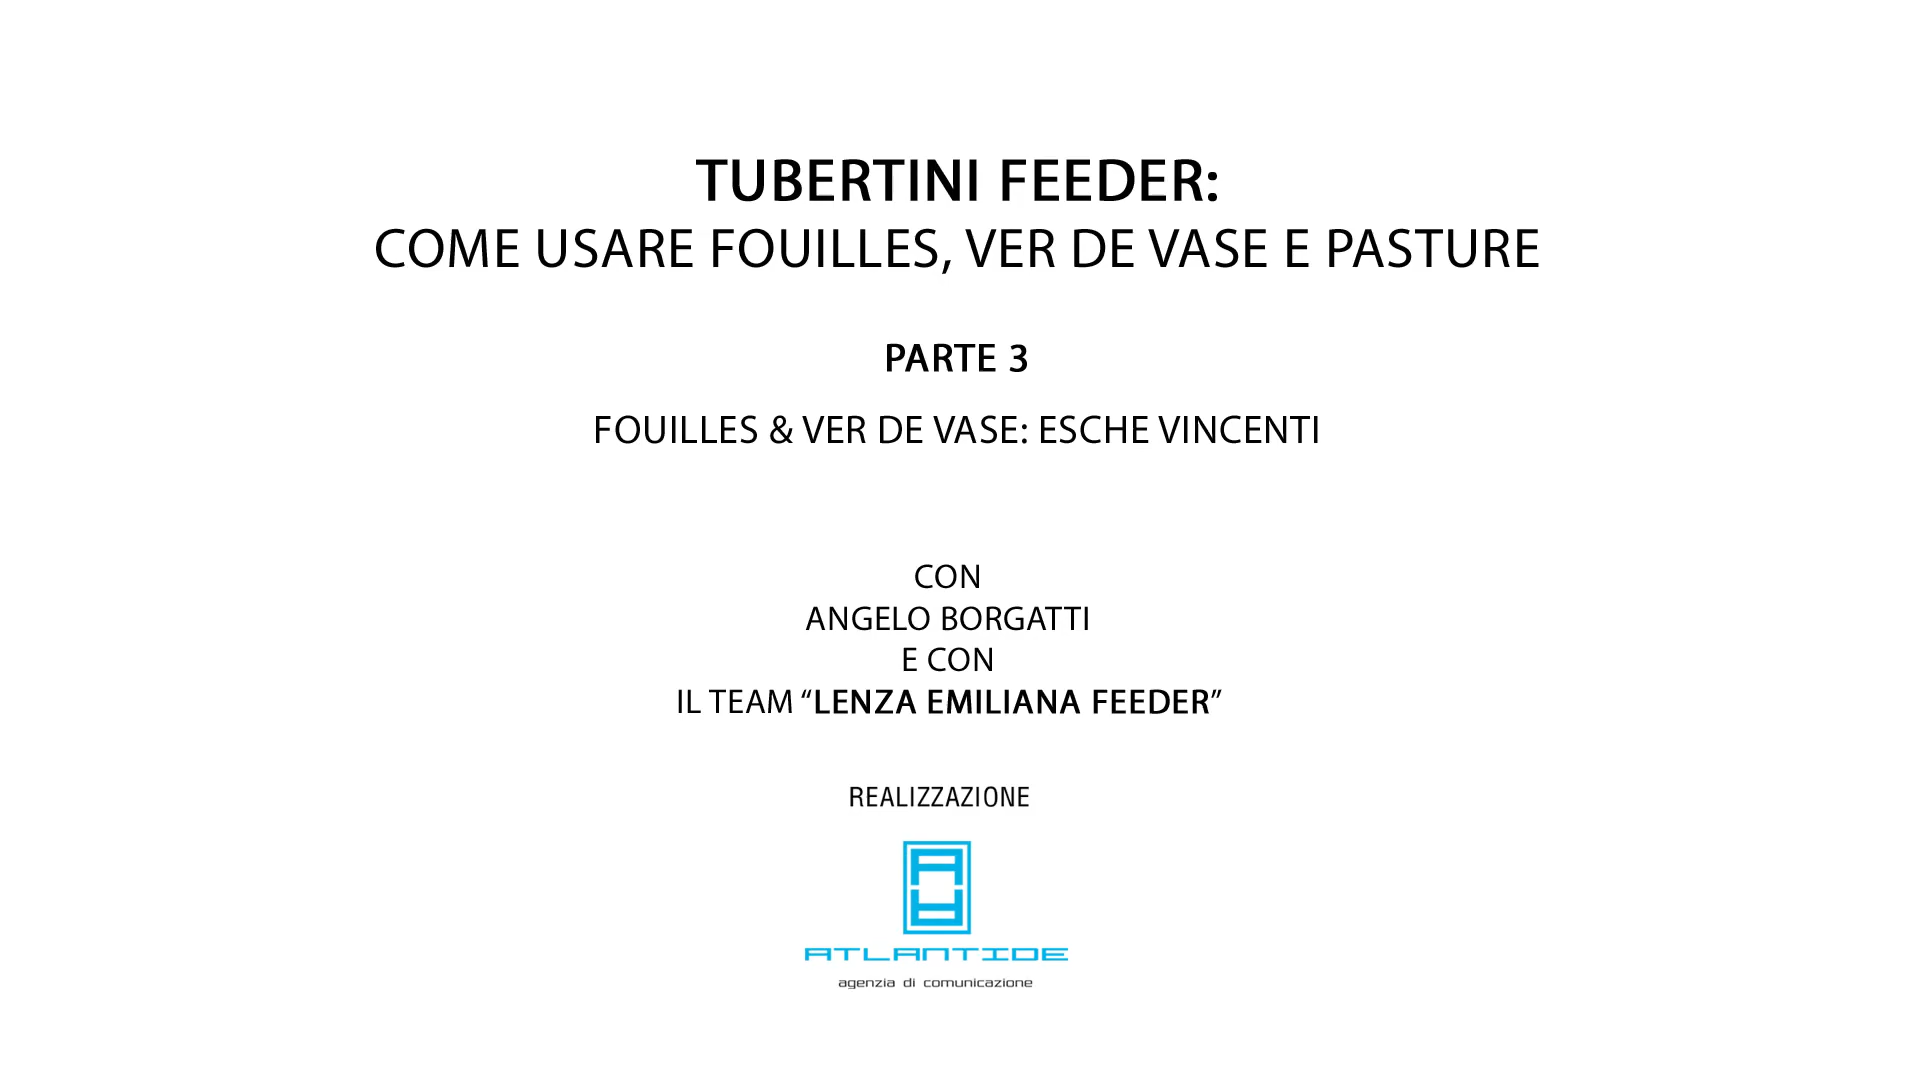 TUBERTINI FEEDER:
COME USARE FOUILLES, VER DE VASE E PASTURE
PARTE 3
FOUILLES & VER DE VASE: ESCHE VINCENTI
CON
ANGELO BORGATTI
E CON
IL TEAM “LENZA EMILIANA FEEDER”
REALIZZAZIONE
ATLANTIDE
agenzia di comunicazione